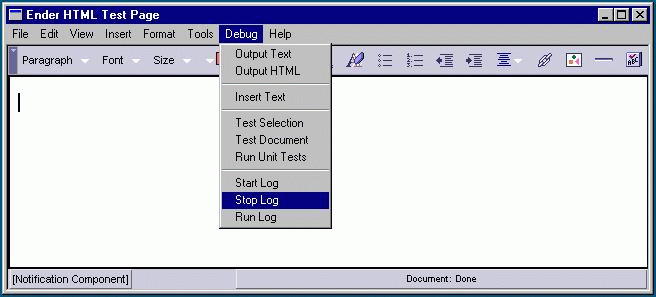 Ender HTML Test Page
File Edit View Insert Format Tools Debug Help
Paragraph Font Size
Output Text
Output HTML
Insert Text
Test Selection
Test Document
Run Unit Tests
Start Log
Stop Log
Run Log
[Notification Component] Document: Done